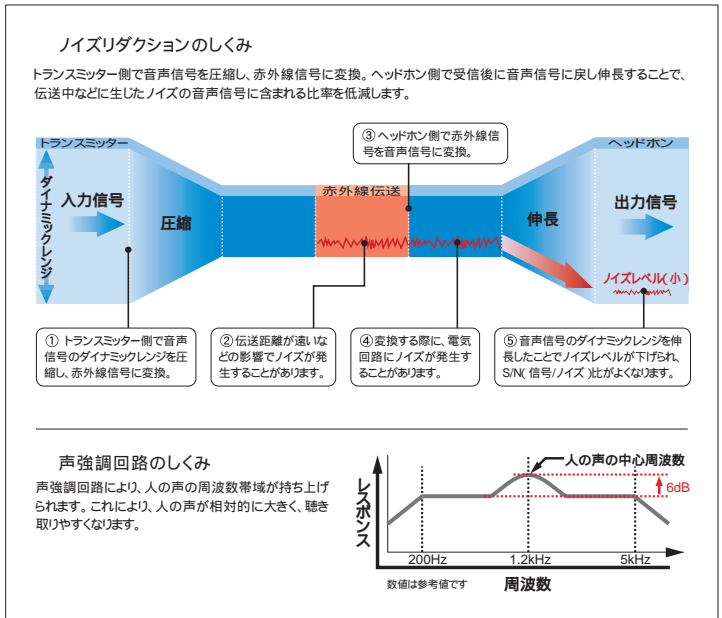 ノイズリダクションのしくみ
トランスミッター側で音声信号を圧縮し、赤外線信号に変換。ヘッドホン側で受信後に音声信号に戻し伸長することで、
伝送中などに生じたノイズの音声信号に含まれる比率を低減します。
③ヘッドホン側で赤外線信
号を音声信号に変換。
トランスミッター
ヘッドホン
ダイナミックレンジ
入力信号
圧縮
赤外線伝送
伸長
出力信号
ノイズレベル(小)
① トランスミッター側で音声
信号のダイナミックレンジを圧
縮し、赤外線信号に変換。
②伝送距離が遠いな
どの影響でノイズが発
生することがあります。
④変換する際に、電気
回路にノイズが発生す
ることがあります。
⑤音声信号のダイナミックレンジを伸
長したことでノイズレベルが下げられ、
S/N( 信号/ノイズ )比がよくなります。
声強調回路のしくみ
声強調回路により、人の声の周波数帯域が持ち上げ
られます。これにより、人の声が相対的に大きく、聴き
取りやすくなります。
レスポンス
人の声の中心周波数
6dB
200Hz
1.2kHz
5kHz
数値は参考値です
周波数